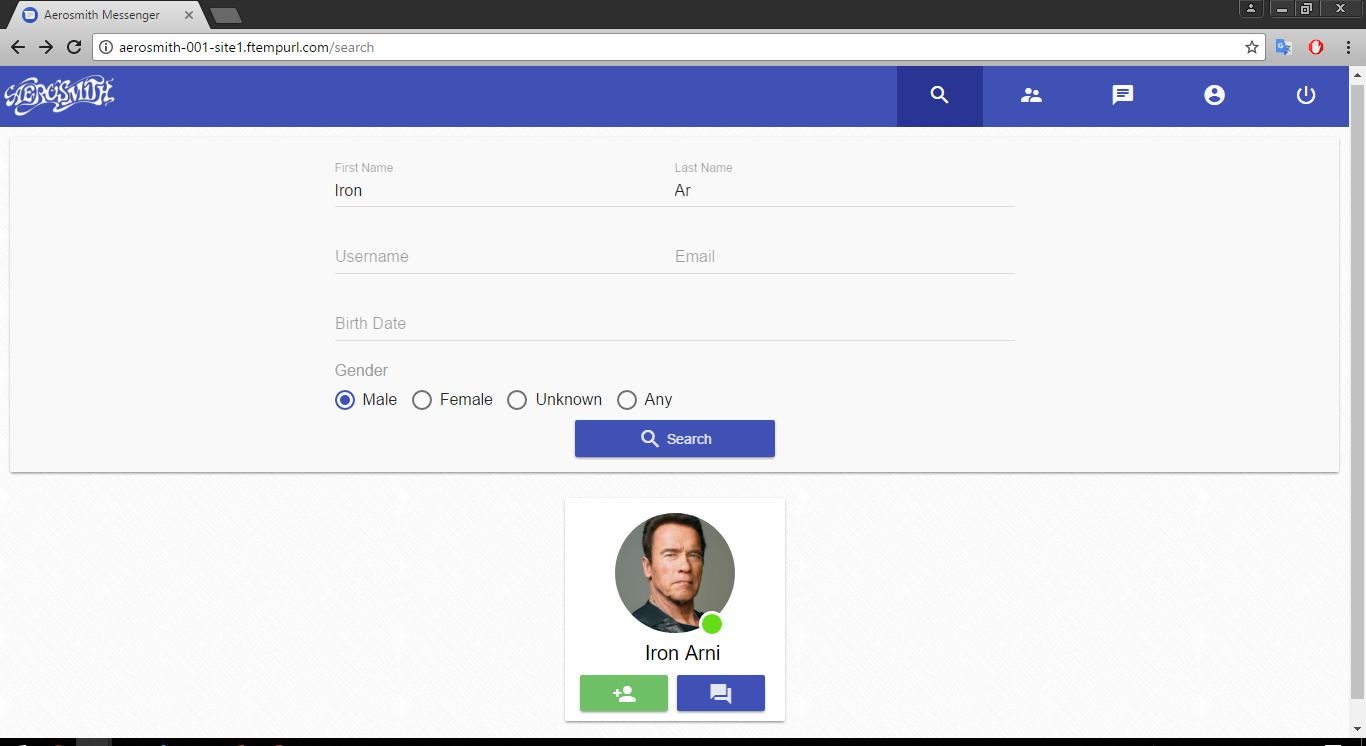 Aerosmith Messenger
aerosmith-001-site1.ftempurl.com/search
AEROSMITH
First Name
Last Name
Iron
Ar
Username
Email
Birth Date
Gender
Male
Female
Unknown
Any
Search
Iron Arni